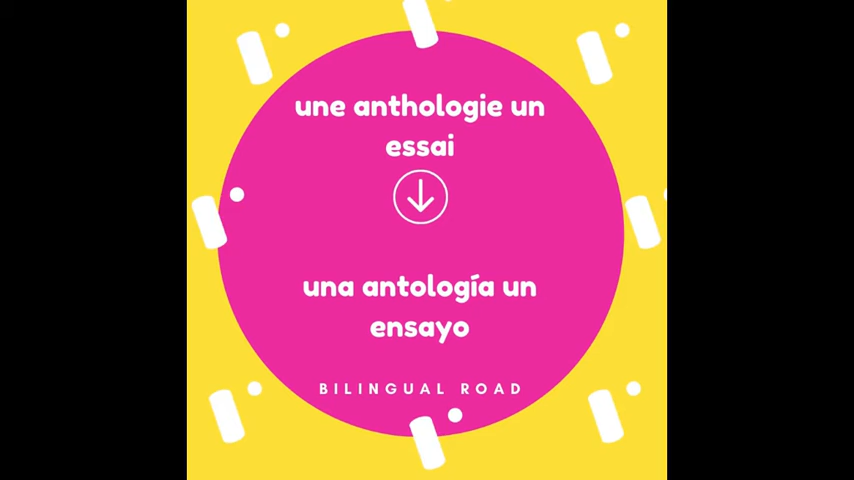 une anthologie un
essai
una antología un
ensayo
BILINGUAL ROAD